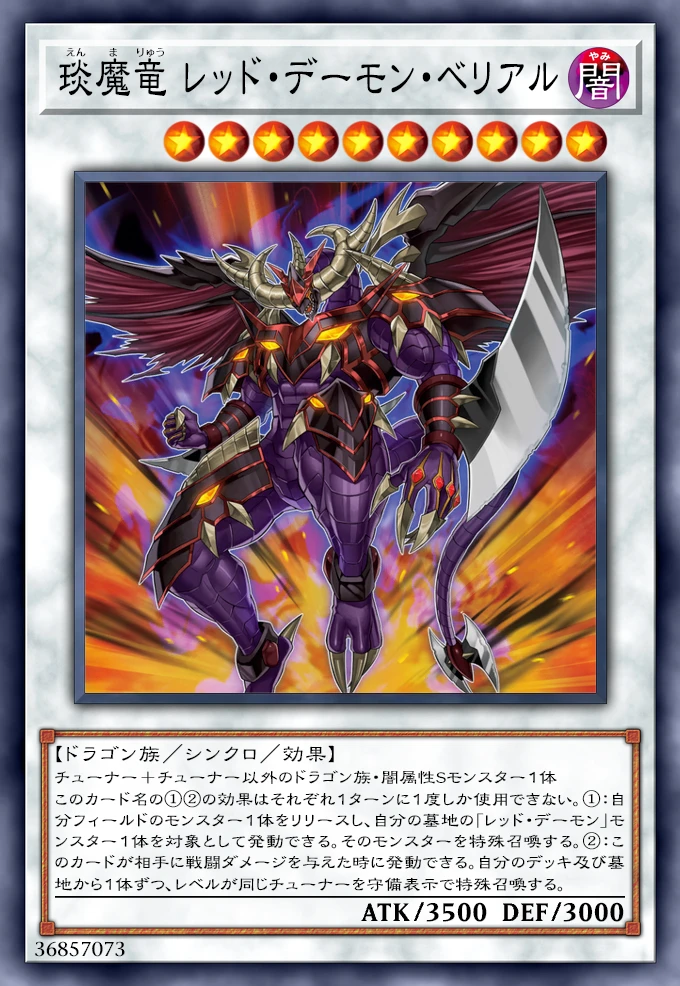 えん ま りゅう
琰魔竜 レッド・デーモン・ベリアル
やみ
闇
【ドラゴン族／シンクロ／効果】
チューナー＋チューナー以外のドラゴン族・闇属性Sモンスター１体
このカード名の①②の効果はそれぞれ１ターンに１度しか使用できない。①：自
分フィールドのモンスター１体をリリースし、自分の墓地の「レッド・デーモン」モ
ンスター１体を対象として発動できる。そのモンスターを特殊召喚する。②：こ
のカードが相手に戦闘ダメージを与えた時に発動できる。自分のデッキ及び墓
地から１体ずつ、レベルが同じチューナーを守備表示で特殊召喚する。
ATK/3500 DEF/3000
36857073